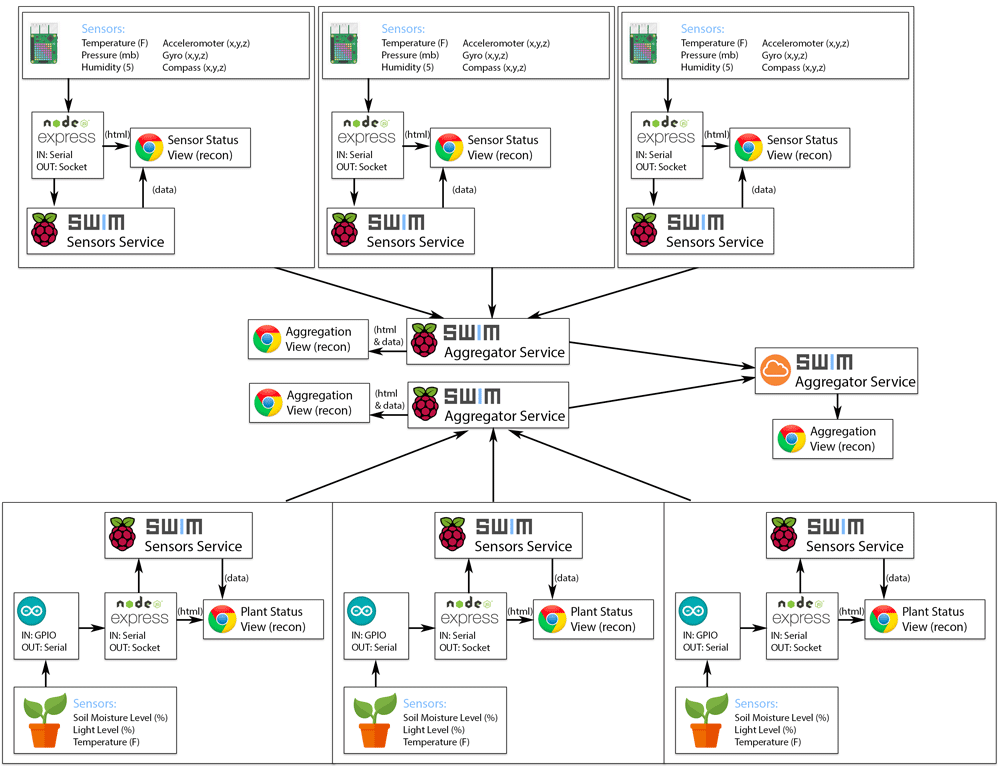 Sensors:
Temperature (F) Acceleromoter (x,y,z)
Pressure (mb) Gyro (x,y,z)
Humidity (5) Compass (x,y,z)
node
express
IN: Serial
OUT: Socket
(html)
Sensor Status
View (recon)
(data)
SWIM
Sensors Service
Sensors:
Temperature (F) Acceleromoter (x,y,z)
Pressure (mb) Gyro (x,y,z)
Humidity (5) Compass (x,y,z)
node
express
IN: Serial
OUT: Socket
(html)
Sensor Status
View (recon)
(data)
SWIM
Sensors Service
Sensors:
Temperature (F) Acceleromoter (x,y,z)
Pressure (mb) Gyro (x,y,z)
Humidity (5) Compass (x,y,z)
node
express
IN: Serial
OUT: Socket
(html)
Sensor Status
View (recon)
(data)
SWIM
Sensors Service
Aggregation
View (recon)
(html
& data)
SWIM
Aggregator Service
Aggregation
View (recon)
(html
& data)
SWIM
Aggregator Service
SWIM
Aggregator Service
Aggregation
View (recon)
SWIM
Sensors Service
(data)
IN: GPIO
OUT: Serial
node
express
IN: Serial
OUT: Socket
(html)
Plant Status
View (recon)
Sensors:
Soil Moisture Level (%)
Light Level (%)
Temperature (F)
SWIM
Sensors Service
(data)
IN: GPIO
OUT: Serial
node
express
IN: Serial
OUT: Socket
(html)
Plant Status
View (recon)
Sensors:
Soil Moisture Level (%)
Light Level (%)
Temperature (F)
SWIM
Sensors Service
(data)
IN: GPIO
OUT: Serial
node
express
IN: Serial
OUT: Socket
(html)
Plant Status
View (recon)
Sensors:
Soil Moisture Level (%)
Light Level (%)
Temperature (F)